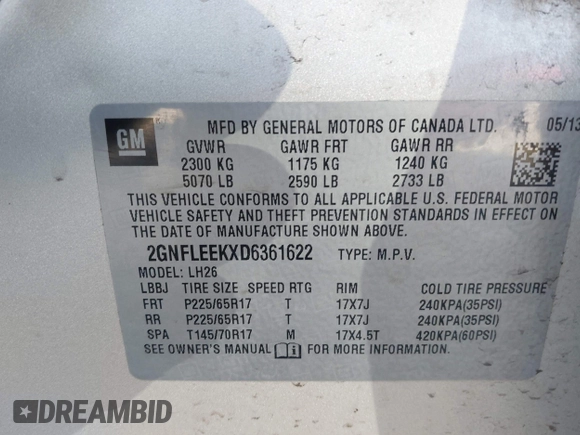 GM
MFD BY GENERAL MOTORS OF CANADA LTD. 05/13
GVWR GAWR FRT GAWR RR
2300 KG 1175 KG 1240 KG
5070 LB 2590 LB 2733 LB
THIS VEHICLE CONFORMS TO ALL APPLICABLE U.S. FEDERAL MOTOR
VEHICLE SAFETY AND THEFT PREVENTION STANDARDS IN EFFECT ON
THE DATE OF MANUFACTURE SHOWN ABOVE.
2GNFLEEKXD6361622 TYPE: M.P.V.
MODEL: LH26
LBBJ TIRE SIZE SPEED RTG RIM COLD TIRE PRESSURE
FRT P225/65R17 T 17X7J 240KPA(35PSI)
RR P225/65R17 T 17X7J 240KPA(35PSI)
SPA T145/70R17 M 17X4.5T 420KPA(60PSI)
SEE OWNER'S MANUAL FOR MORE INFORMATION.
DREAMBID